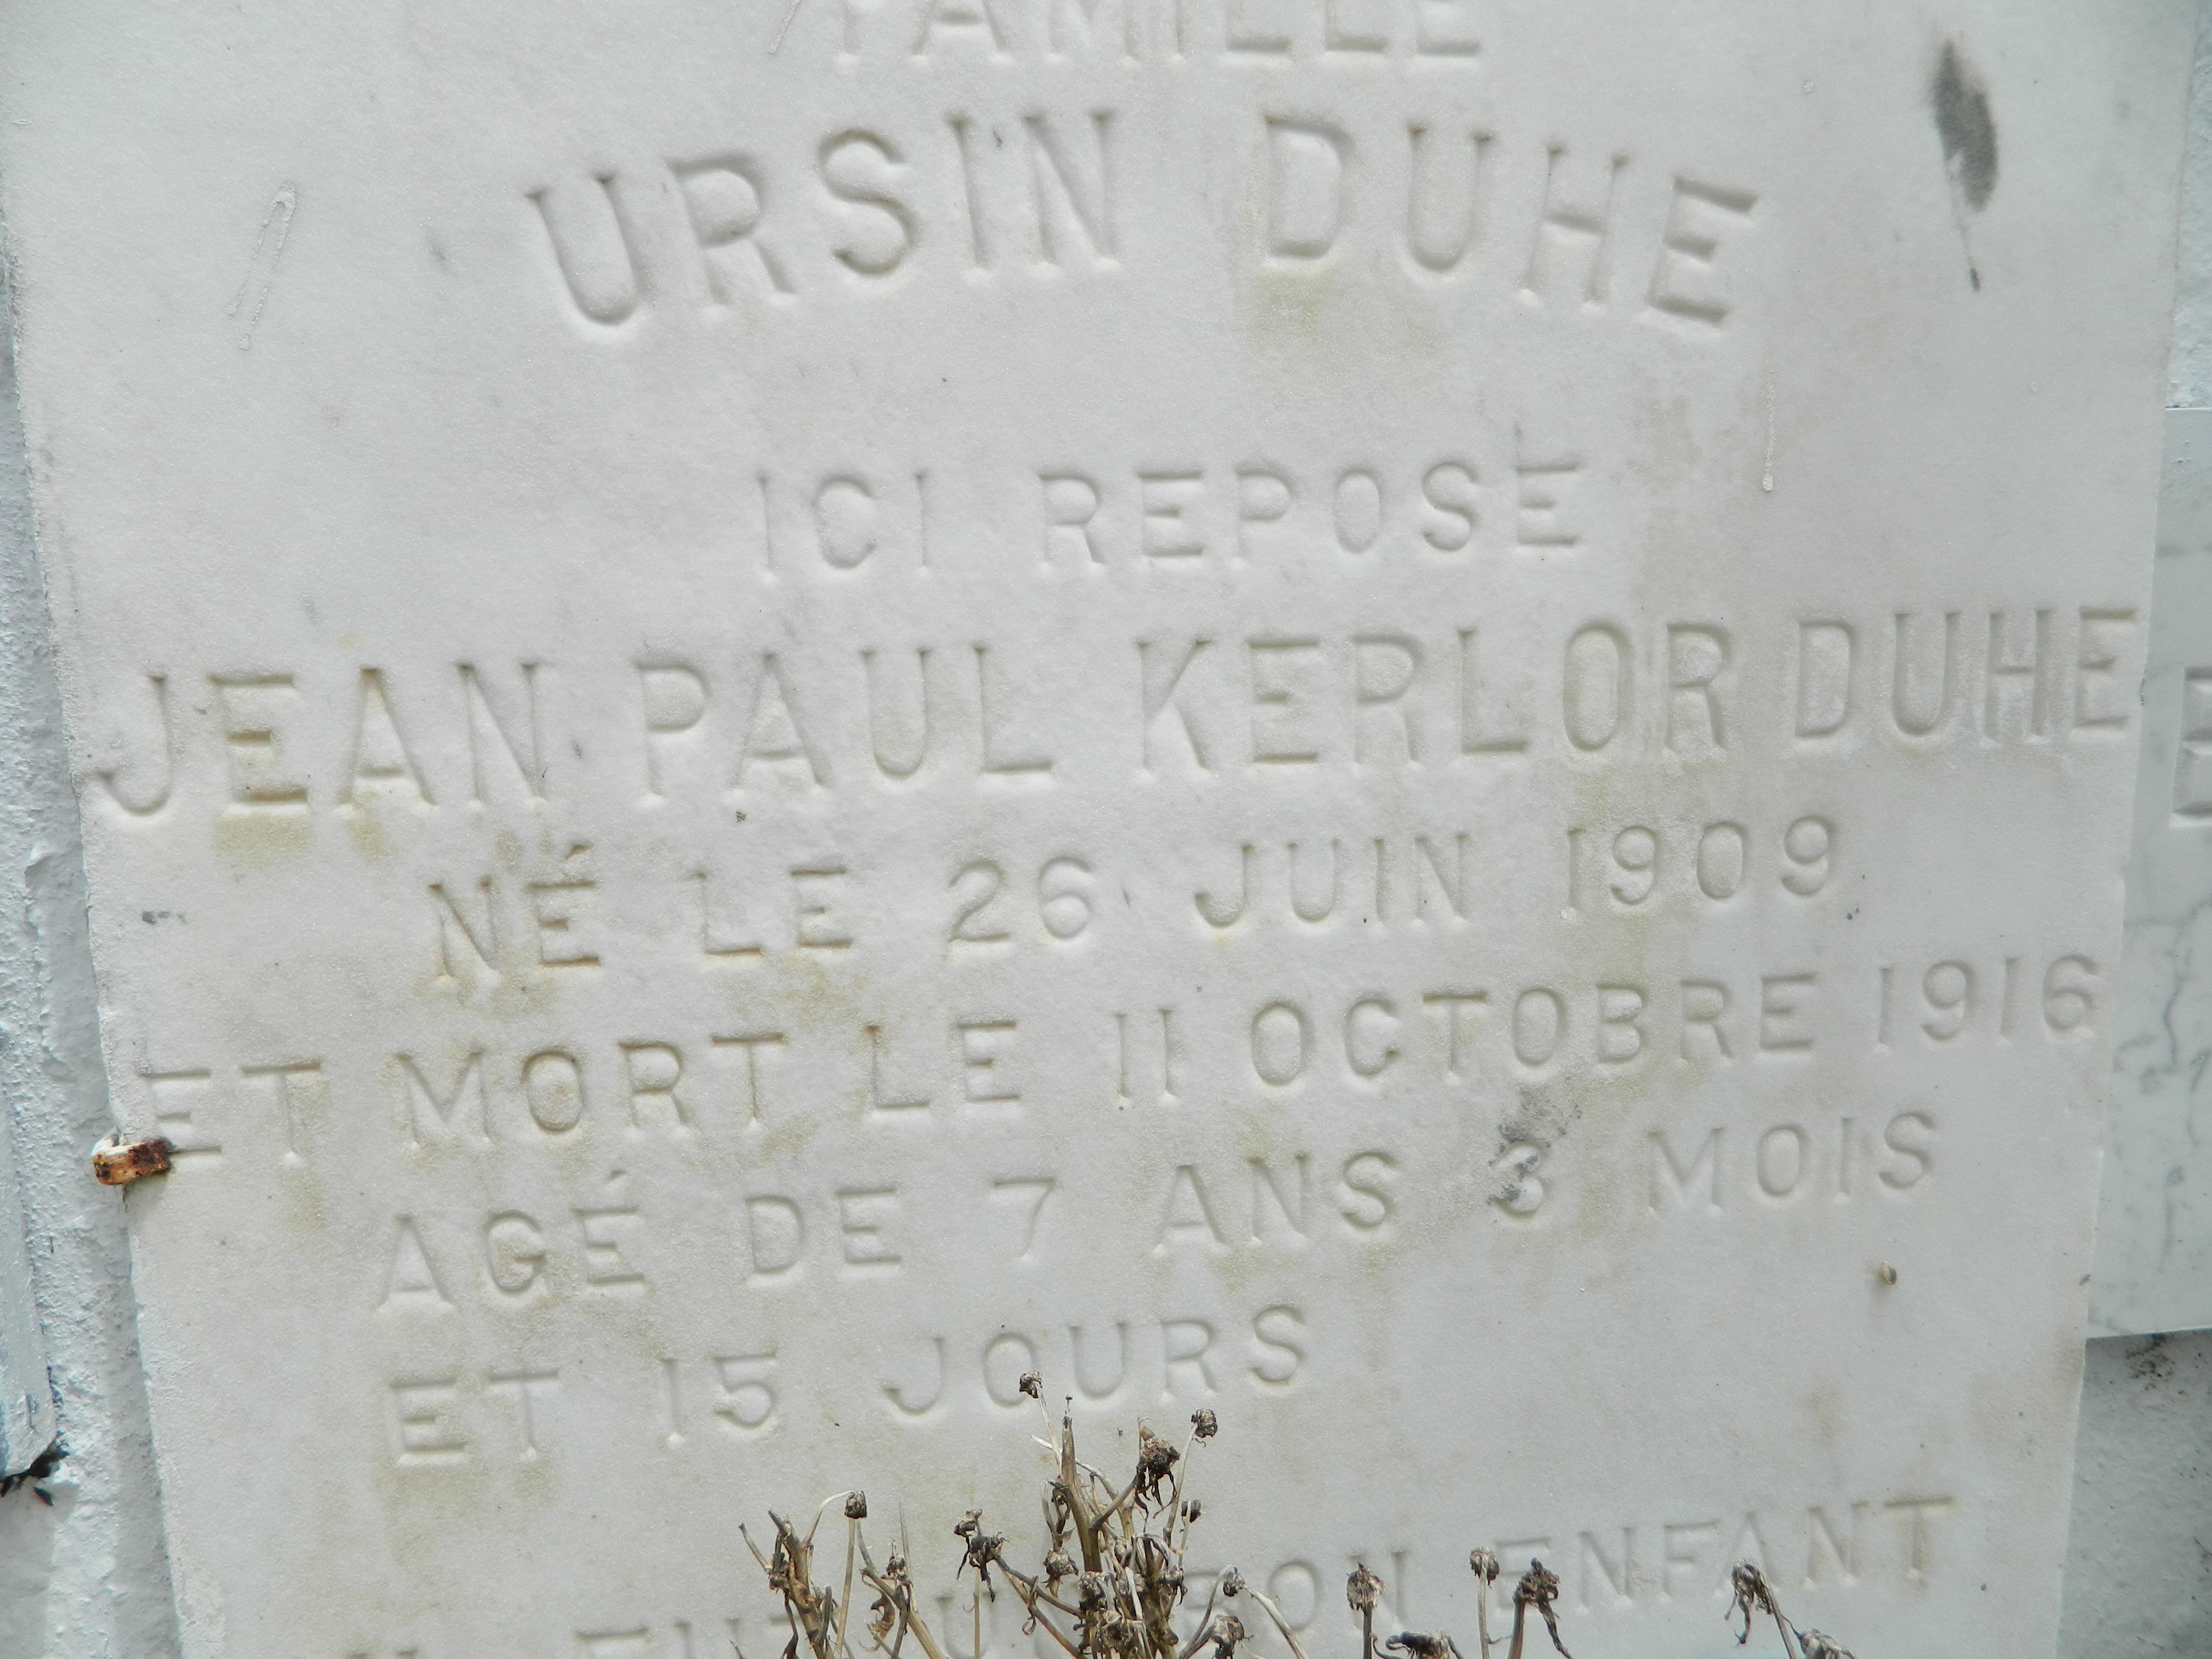 FAMILLE
URSIN DUHE
ICI REPOSE
JEAN PAUL KERLOR DUHE
NÉ LE 26 JUIN 1909
ET MORT LE 11 OCTOBRE 1916
AGÉ DE 7 ANS 3 MOIS
ET 15 JOURS
ENFANT